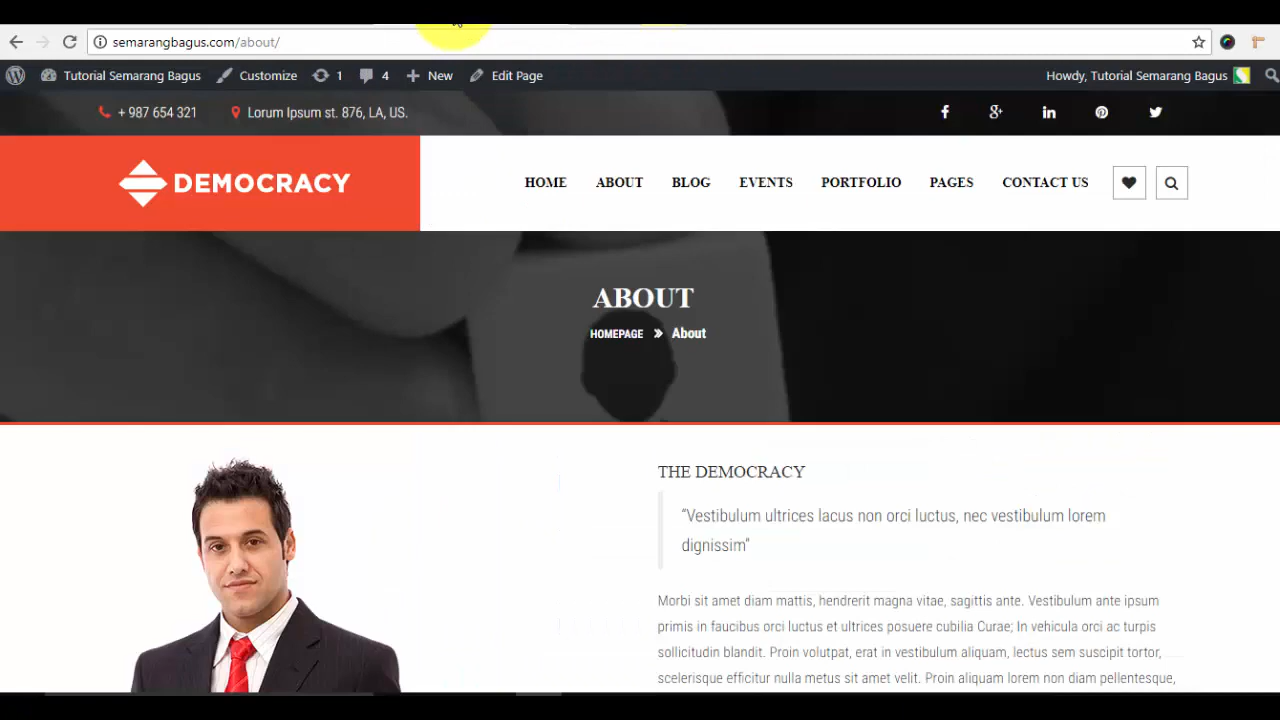 semarangbagus.com/about/
Tutorial Semarang Bagus Customize 1 4 New Edit Page Howdy, Tutorial Semarang Bagus
+ 987 654 321 Lorum Ipsum st. 876, LA, US.
DEMOCRACY HOME ABOUT BLOG EVENTS PORTFOLIO PAGES CONTACT US
ABOUT
HOMEPAGE » About
THE DEMOCRACY
“Vestibulum ultrices lacus non orci luctus, nec vestibulum lorem
dignissim”
Morbi sit amet diam mattis, hendrerit magna vitae, sagittis ante. Vestibulum ante ipsum
primis in faucibus orci luctus et ultrices posuere cubilia Curae; In vehicula orci ac turpis
sollicitudin blandit. Proin volutpat, erat in vestibulum aliquam, lectus sem suscipit tortor,
scelerisque efficitur nulla metus sit amet velit. Proin aliquam lorem non diam pellentesque,